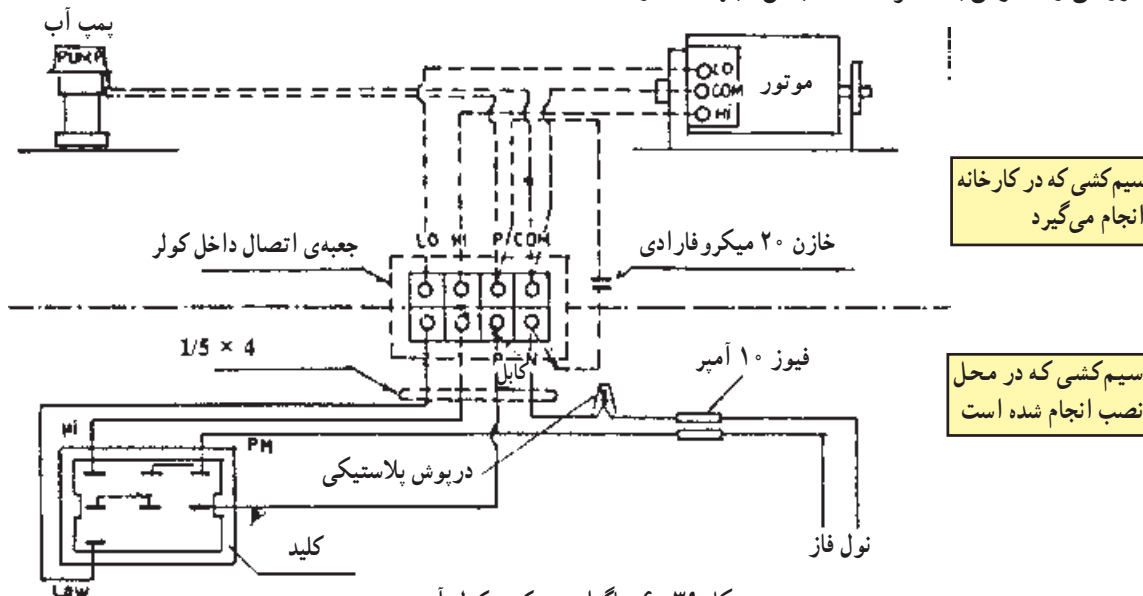 پمپ آب
PUMP
LO
COM
Hi
موتور
سیم‌کشی که در کارخانه
انجام می‌گیرد
جعبه‌ی اتصال داخل کولر
LO Hi P/COM
خازن ۲۰ میکروفارادی
1/5 × 4
کابل
P N
فیوز ۱۰ آمپر
سیم‌کشی که در محل
نصب انجام شده است
Hi
PM
درپوش پلاستیکی
کلید
نول فاز
Law